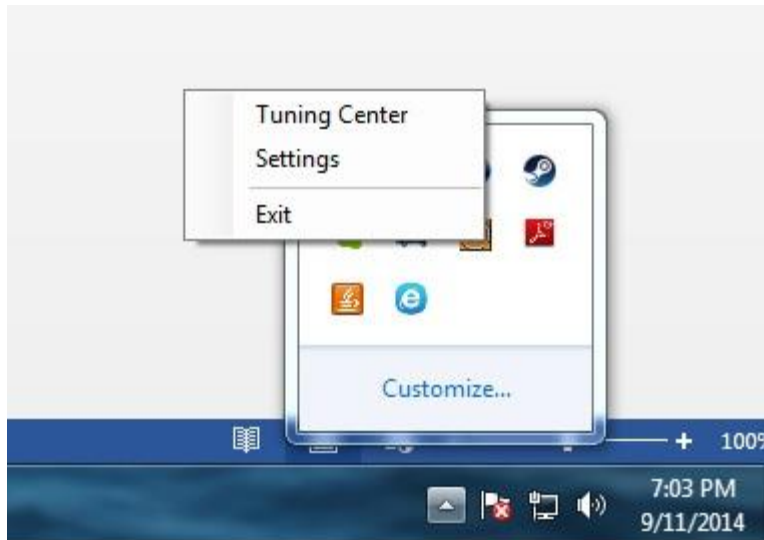 Tuning Center
Settings
Exit
Customize...
100%
7:03 PM
9/11/2014